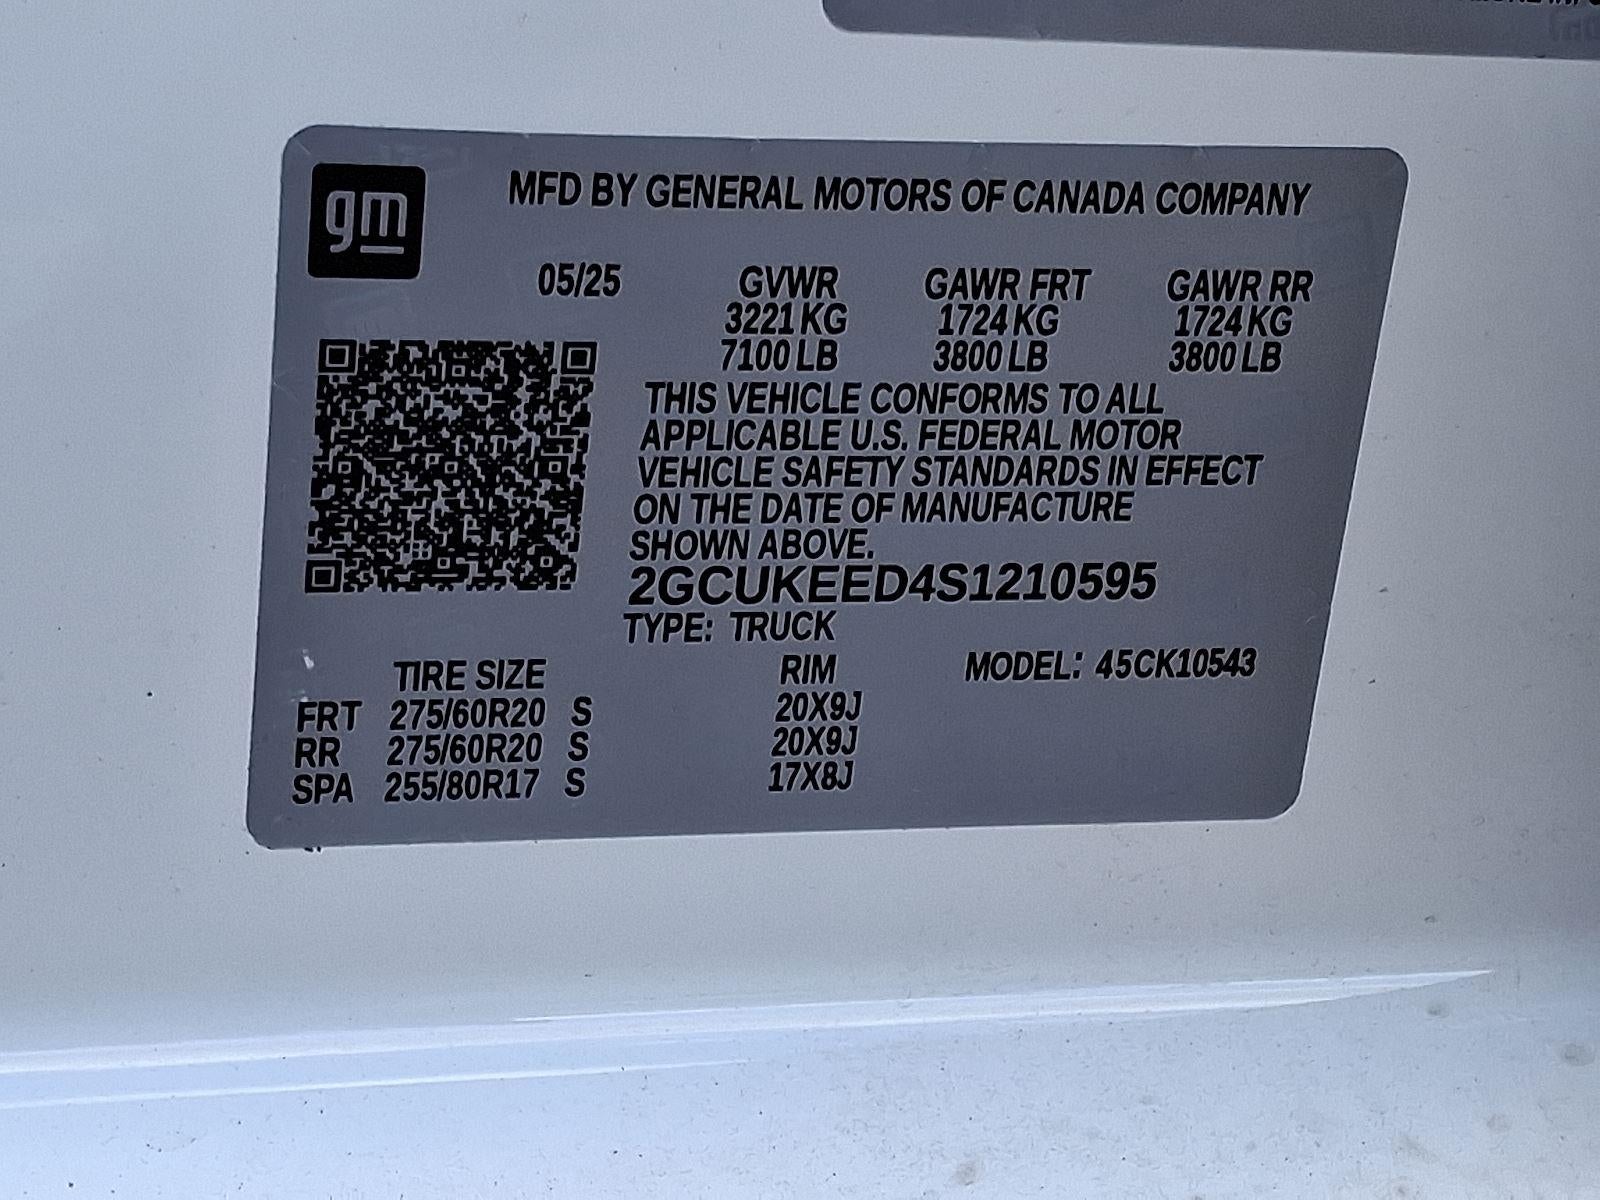 gm
MFD BY GENERAL MOTORS OF CANADA COMPANY
05/25 GVWR GAWR FRT GAWR RR
3221 KG 1724 KG 1724 KG
7100 LB 3800 LB 3800 LB
THIS VEHICLE CONFORMS TO ALL
APPLICABLE U.S. FEDERAL MOTOR
VEHICLE SAFETY STANDARDS IN EFFECT
ON THE DATE OF MANUFACTURE
SHOWN ABOVE.
2GCUKEED4S1210595
TYPE: TRUCK
TIRE SIZE RIM MODEL: 45CK10543
FRT 275/60R20 S 20X9J
RR 275/60R20 S 20X9J
SPA 255/80R17 S 17X8J